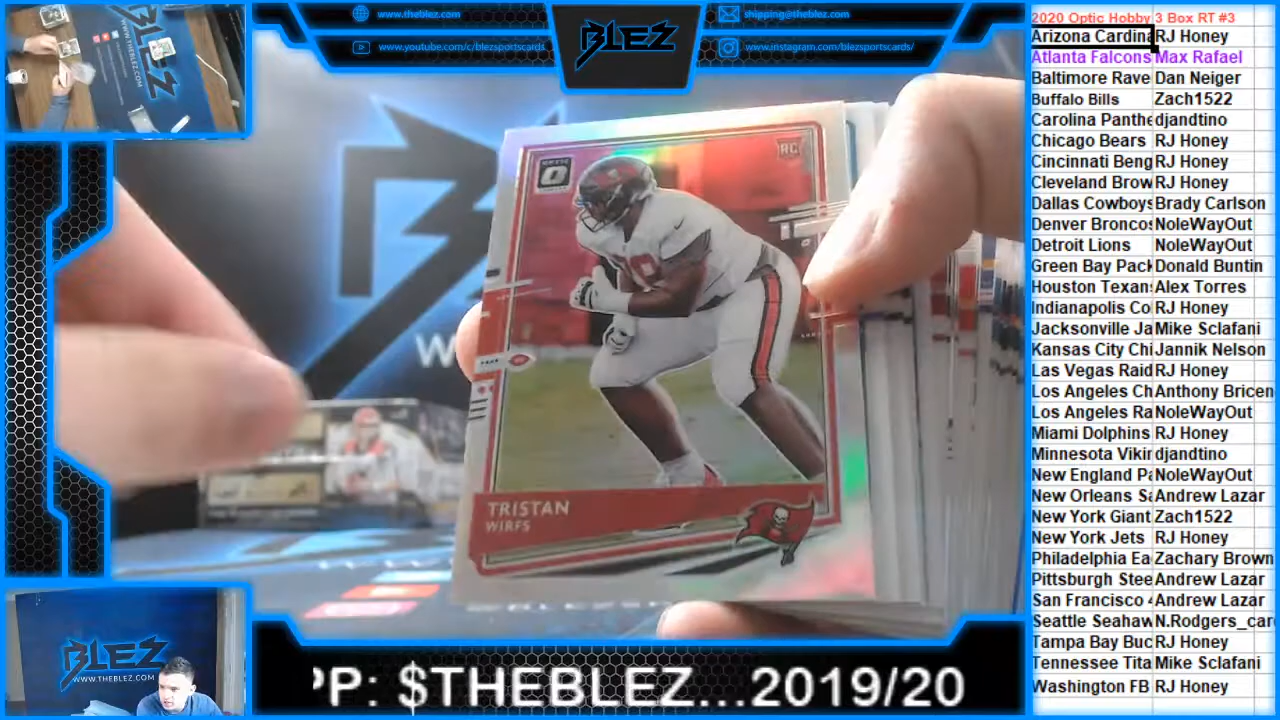 www.theblez.com
shipping@theblez.com
www.youtube.com/c/blezsportscards
www.instagram.com/blezsportscards/
BLEZ
2020 Optic Hobby 3 Box RT #3
Arizona Cardina RJ Honey
Atlanta Falcons Max Rafael
Baltimore Rave Dan Neiger
Buffalo Bills Zach1522
Carolina Panthe djandtino
Chicago Bears RJ Honey
Cincinnati Beng RJ Honey
Cleveland Brow RJ Honey
Dallas Cowboys Brady Carlson
Denver Broncos NoleWayOut
Detroit Lions NoleWayOut
Green Bay Pack Donald Buntin
Houston Texans Alex Torres
Indianapolis Co RJ Honey
Jacksonville Ja Mike Sclafani
Kansas City Chi Jannik Nelson
Las Vegas Raid RJ Honey
Los Angeles Ch Anthony Bricen
Los Angeles Ra NoleWayOut
Miami Dolphins RJ Honey
Minnesota Vikin djandtino
New England Pa NoleWayOut
New Orleans Sa Andrew Lazar
New York Giant Zach1522
New York Jets RJ Honey
Philadelphia Ea Zachary Brown
Pittsburgh Stee Andrew Lazar
San Francisco 4 Andrew Lazar
Seattle Seahaw N.Rodgers_card
Tampa Bay Buc RJ Honey
Tennessee Tita Mike Sclafani
Washington FB RJ Honey
RC
OPTIC
W
TRISTAN
WIRFS
BLEZ
WWW.THEBLEZ.COM
PP: $THEBLEZ...2019/20